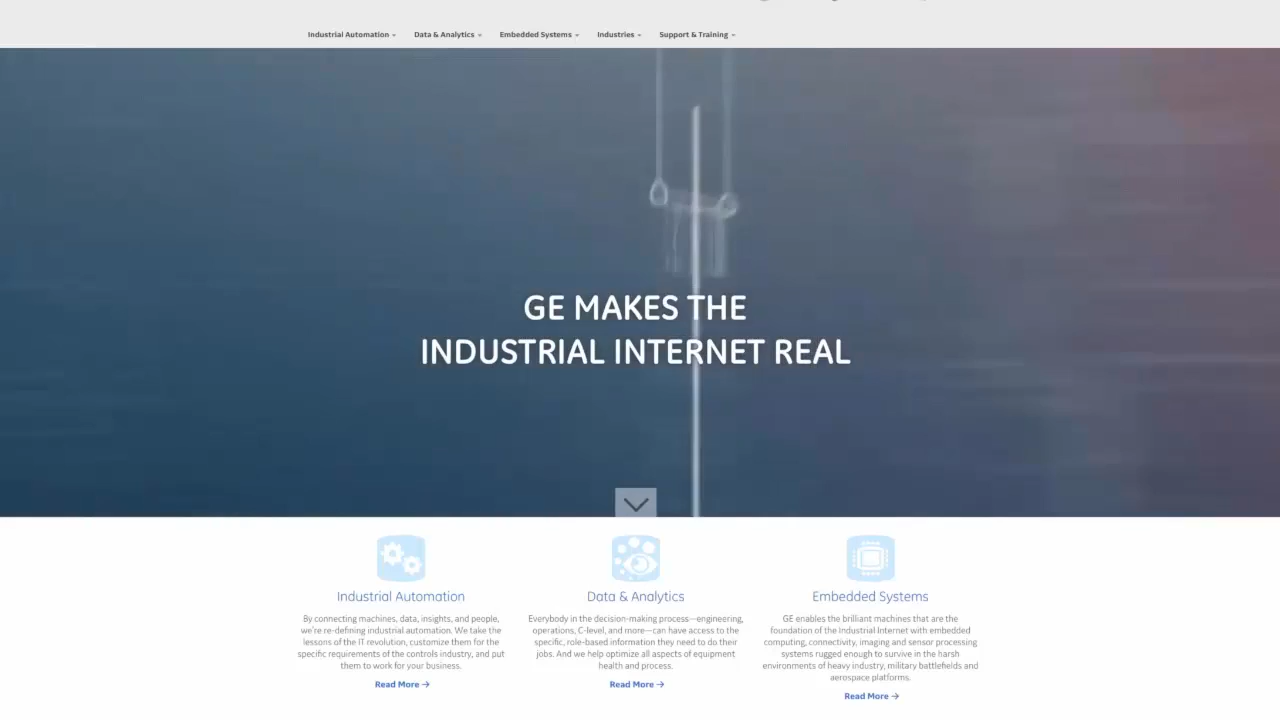 Industrial Automation
Data & Analytics
Embedded Systems
Industries
Support & Training
GE MAKES THE
INDUSTRIAL INTERNET REAL
Industrial Automation
By connecting machines, data, insights, and people,
we're re-defining industrial automation. We take the
lessons of the IT revolution, customize them for the
specific requirements of the controls industry, and put
them to work for your business.
Read More →
Data & Analytics
Everybody in the decision-making process—engineering,
operations, C-level, and more—can have access to the
specific, role-based information they need to do their
jobs. And we help optimize all aspects of equipment
health and process.
Read More →
Embedded Systems
GE enables the brilliant machines that are the
foundation of the Industrial Internet with embedded
computing, connectivity, imaging and sensor processing
systems rugged enough to survive in the harsh
environments of heavy industry, military battlefields and
aerospace platforms.
Read More →